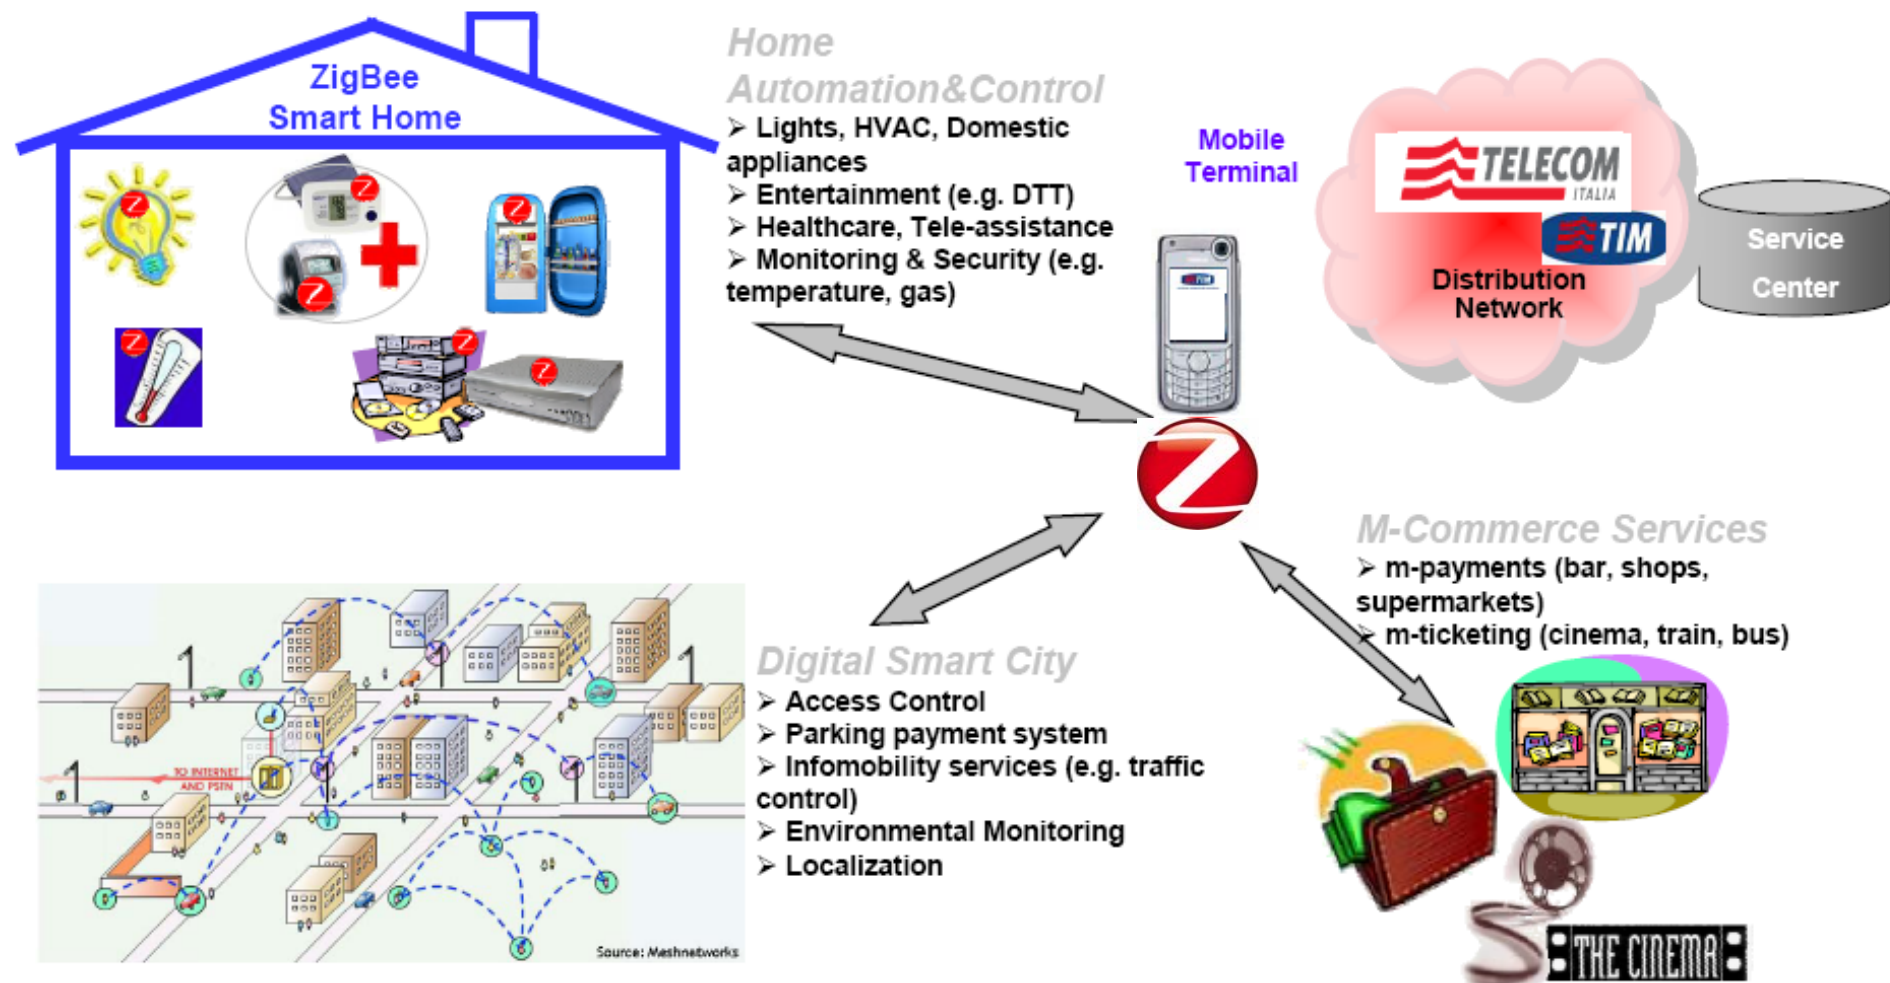 ZigBee
Smart Home
Home
Automation&Control
➢ Lights, HVAC, Domestic
appliances
➢ Entertainment (e.g. DTT)
➢ Healthcare, Tele-assistance
➢ Monitoring & Security (e.g.
temperature, gas)
Mobile
Terminal
TIM
TELECOM
ITALIA
TIM
Distribution
Network
Service
Center
Z
M-Commerce Services
➢ m-payments (bar, shops,
supermarkets)
➢ m-ticketing (cinema, train, bus)
THE CINEMA
Digital Smart City
➢ Access Control
➢ Parking payment system
➢ Infomobility services (e.g. traffic
control)
➢ Environmental Monitoring
➢ Localization
TO INTERNET
AND PSTN
Source: Meshnetworks